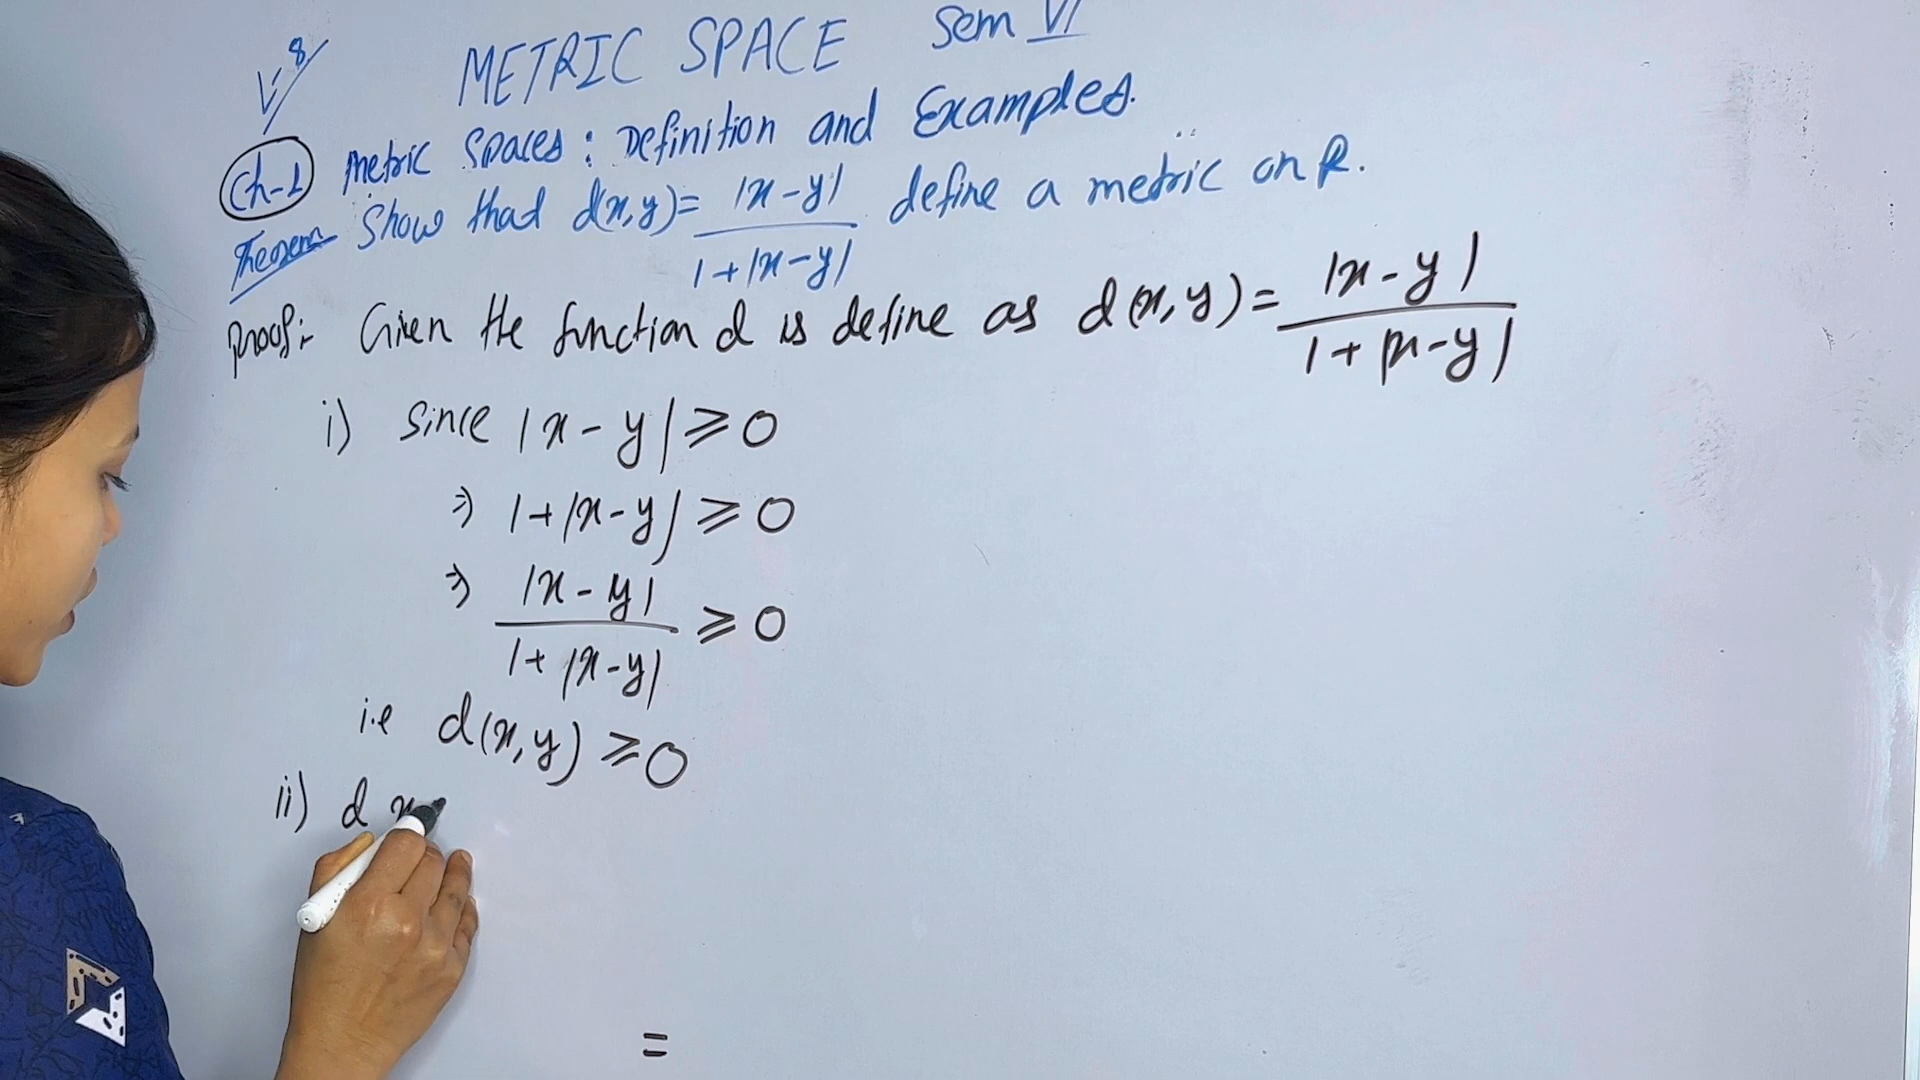 V-8
METRIC SPACE Sem VI
Ch-1 Metric Spaces : Definition and Examples.
Theorem Show that d(x,y) = |x-y| / 1+|x-y| define a metric on R.
Proof:- Given the function d is define as d(x,y) = |x-y| / 1+|x-y|
i) Since |x-y| ≥ 0
⇒ 1+|x-y| ≥ 0
⇒ |x-y| / 1+|x-y| ≥ 0
i.e d(x,y) ≥ 0
ii) d x
=